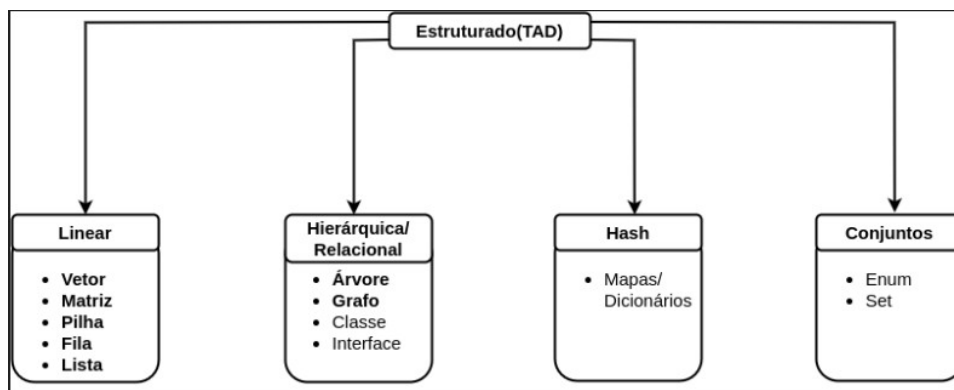 Estruturado(TAD)
Linear
Vetor
Matriz
Pilha
Fila
Lista
Hierárquica/
Relacional
Árvore
Grafo
Classe
Interface
Hash
Mapas/
Dicionários
Conjuntos
Enum
Set